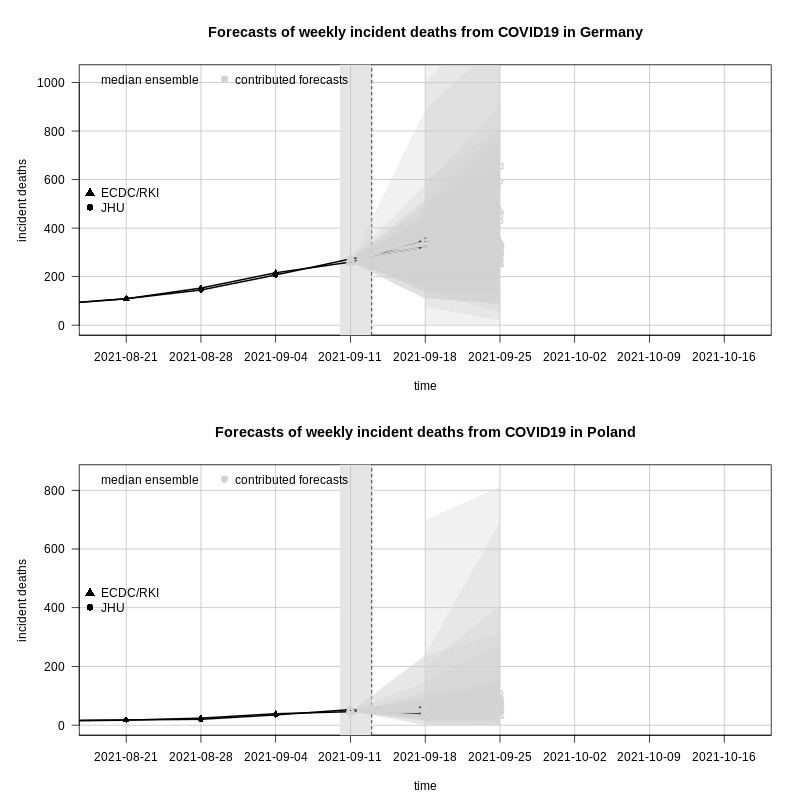 Forecasts of weekly incident deaths from COVID19 in Germany
median ensemble contributed forecasts
1000
800
600
400
200
0
incident deaths
ECDC/RKI
JHU
2021-08-21 2021-08-28 2021-09-04 2021-09-11 2021-09-18 2021-09-25 2021-10-02 2021-10-09 2021-10-16
time
Forecasts of weekly incident deaths from COVID19 in Poland
median ensemble contributed forecasts
800
600
400
200
0
incident deaths
ECDC/RKI
JHU
2021-08-21 2021-08-28 2021-09-04 2021-09-11 2021-09-18 2021-09-25 2021-10-02 2021-10-09 2021-10-16
time